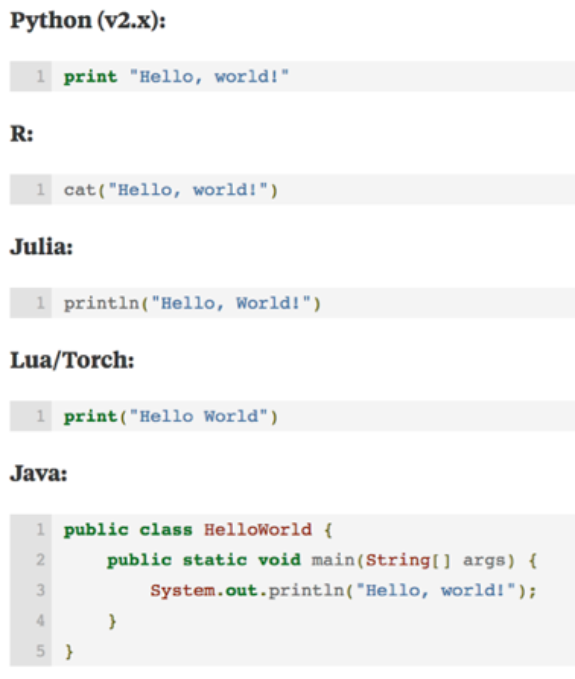 Python (v2.x):
1 print "Hello, world!"
R:
1 cat("Hello, world!")
Julia:
1 println("Hello, World!")
Lua/Torch:
1 print("Hello World")
Java:
1 public class HelloWorld {
2     public static void main(String[] args) {
3         System.out.println("Hello, world!");
4     }
5 }